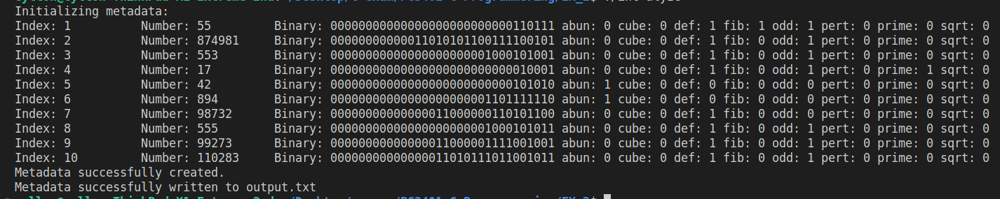 Initializing metadata:
Index: 1 Number: 55 Binary: 00000000000000000000000000110111 abun: 0 cube: 0 def: 1 fib: 1 odd: 1 pert: 0 prime: 0 sqrt: 0
Index: 2 Number: 874981 Binary: 00000000000011010101100111100101 abun: 0 cube: 0 def: 1 fib: 0 odd: 1 pert: 0 prime: 0 sqrt: 0
Index: 3 Number: 553 Binary: 00000000000000000000001000101001 abun: 0 cube: 0 def: 1 fib: 0 odd: 1 pert: 0 prime: 0 sqrt: 0
Index: 4 Number: 17 Binary: 00000000000000000000000000010001 abun: 0 cube: 0 def: 1 fib: 0 odd: 1 pert: 0 prime: 1 sqrt: 0
Index: 5 Number: 42 Binary: 00000000000000000000000000101010 abun: 1 cube: 0 def: 0 fib: 0 odd: 0 pert: 0 prime: 0 sqrt: 0
Index: 6 Number: 894 Binary: 00000000000000000000001101111110 abun: 1 cube: 0 def: 0 fib: 0 odd: 0 pert: 0 prime: 0 sqrt: 0
Index: 7 Number: 98732 Binary: 00000000000000011000000110101100 abun: 0 cube: 0 def: 1 fib: 0 odd: 0 pert: 0 prime: 0 sqrt: 0
Index: 8 Number: 555 Binary: 00000000000000000000001000101011 abun: 0 cube: 0 def: 1 fib: 0 odd: 1 pert: 0 prime: 0 sqrt: 0
Index: 9 Number: 99273 Binary: 00000000000000011000001111001001 abun: 0 cube: 0 def: 1 fib: 0 odd: 1 pert: 0 prime: 0 sqrt: 0
Index: 10 Number: 110283 Binary: 00000000000000011010111011001011 abun: 0 cube: 0 def: 1 fib: 0 odd: 1 pert: 0 prime: 0 sqrt: 0
Metadata successfully created.
Metadata successfully written to output.txt